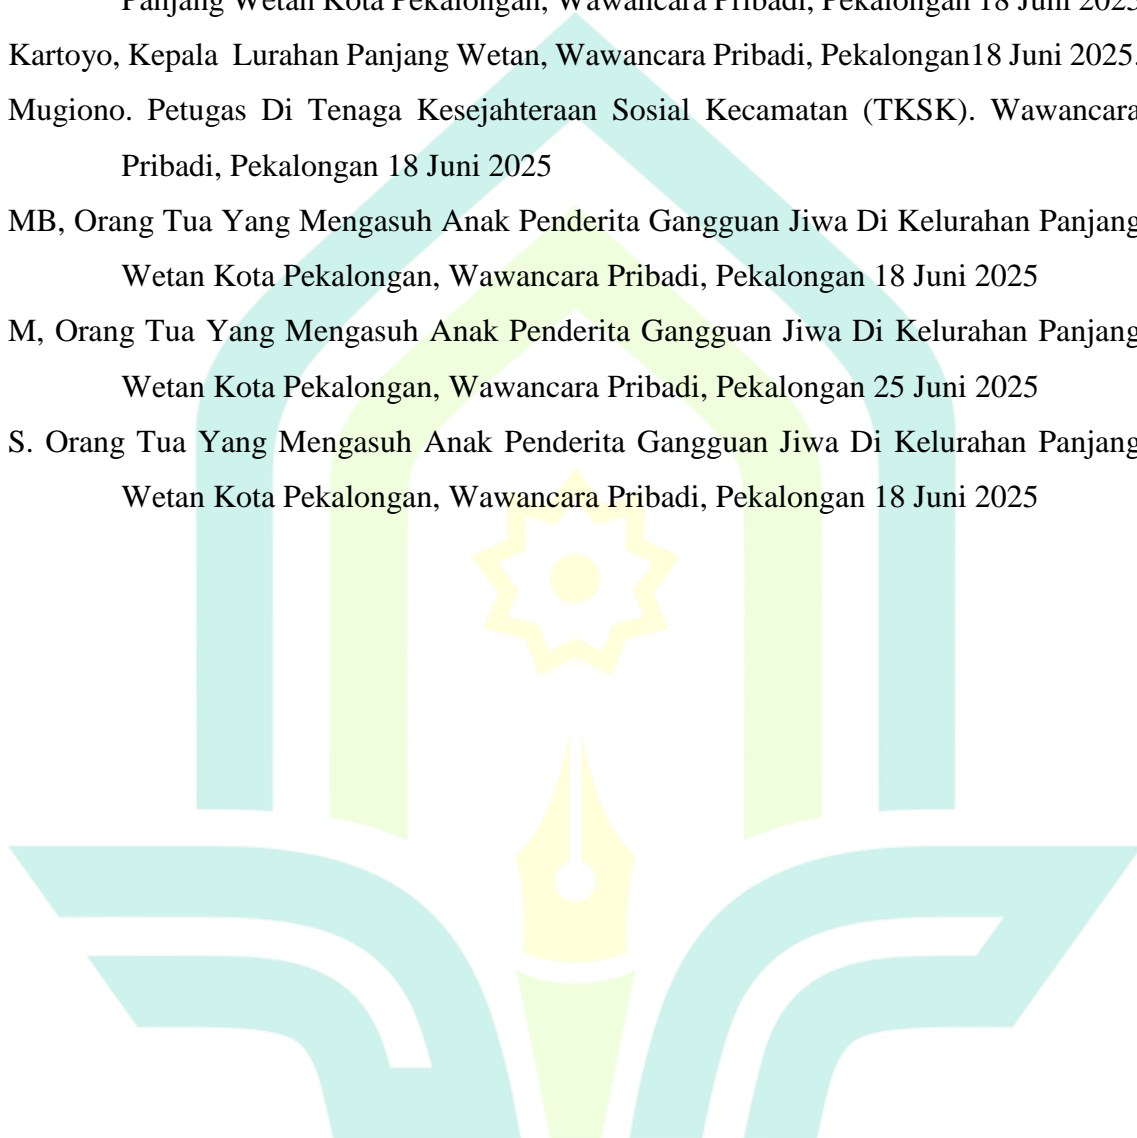 Panjang Wetan Kota Pekalongan, Wawancara Pribadi, Pekalongan 18 Juni 2025
Kartoyo, Kepala Lurahan Panjang Wetan, Wawancara Pribadi, Pekalongan18 Juni 2025.
Mugiono. Petugas Di Tenaga Kesejahteraan Sosial Kecamatan (TKSK). Wawancara
Pribadi, Pekalongan 18 Juni 2025
MB, Orang Tua Yang Mengasuh Anak Penderita Gangguan Jiwa Di Kelurahan Panjang
Wetan Kota Pekalongan, Wawancara Pribadi, Pekalongan 18 Juni 2025
M, Orang Tua Yang Mengasuh Anak Penderita Gangguan Jiwa Di Kelurahan Panjang
Wetan Kota Pekalongan, Wawancara Pribadi, Pekalongan 25 Juni 2025
S. Orang Tua Yang Mengasuh Anak Penderita Gangguan Jiwa Di Kelurahan Panjang
Wetan Kota Pekalongan, Wawancara Pribadi, Pekalongan 18 Juni 2025